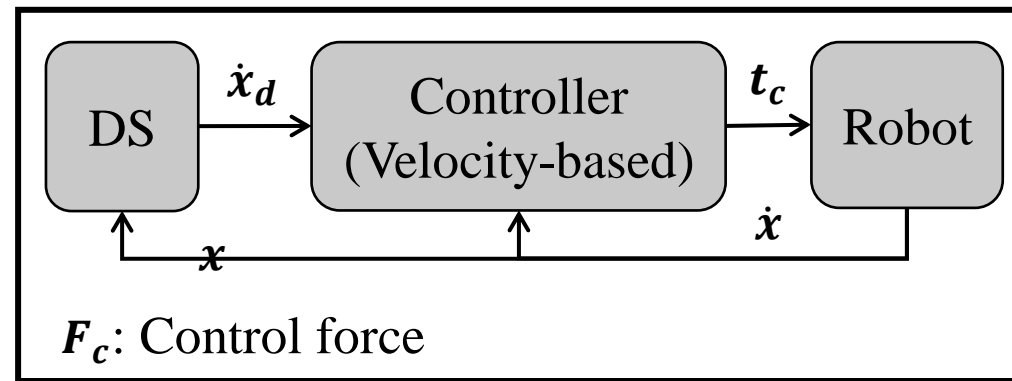 DS
ẋ_d
Controller
(Velocity-based)
t_c
Robot
x
ẋ
F_c: Control force